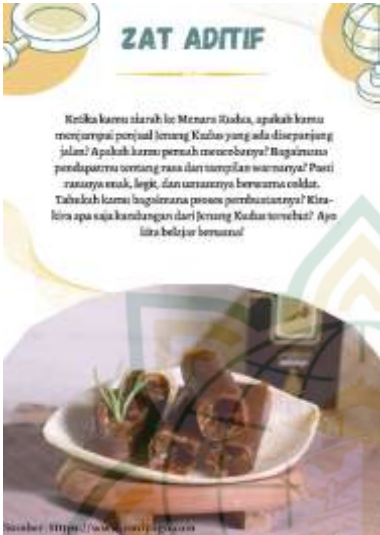 ZAT ADITIF
Ketika kamu ziarah ke Menara Kudus, apakah kamu
menjumpai penjual Jenang Kudus yang ada disepanjang
jalan? Apakah kamu pernah mencobanya? Bagaimana
pendapatmu tentang rasa dan tampilan warnanya? Pasti
rasanya enak, legit, dan umumnya berwarna coklat.
Tahukah kamu bagaimana proses pembuatannya? Kira-
kira apa saja kandungan dari Jenang Kudus tersebut? Ayo
kita belajar bersama!
Sumber: https://www.